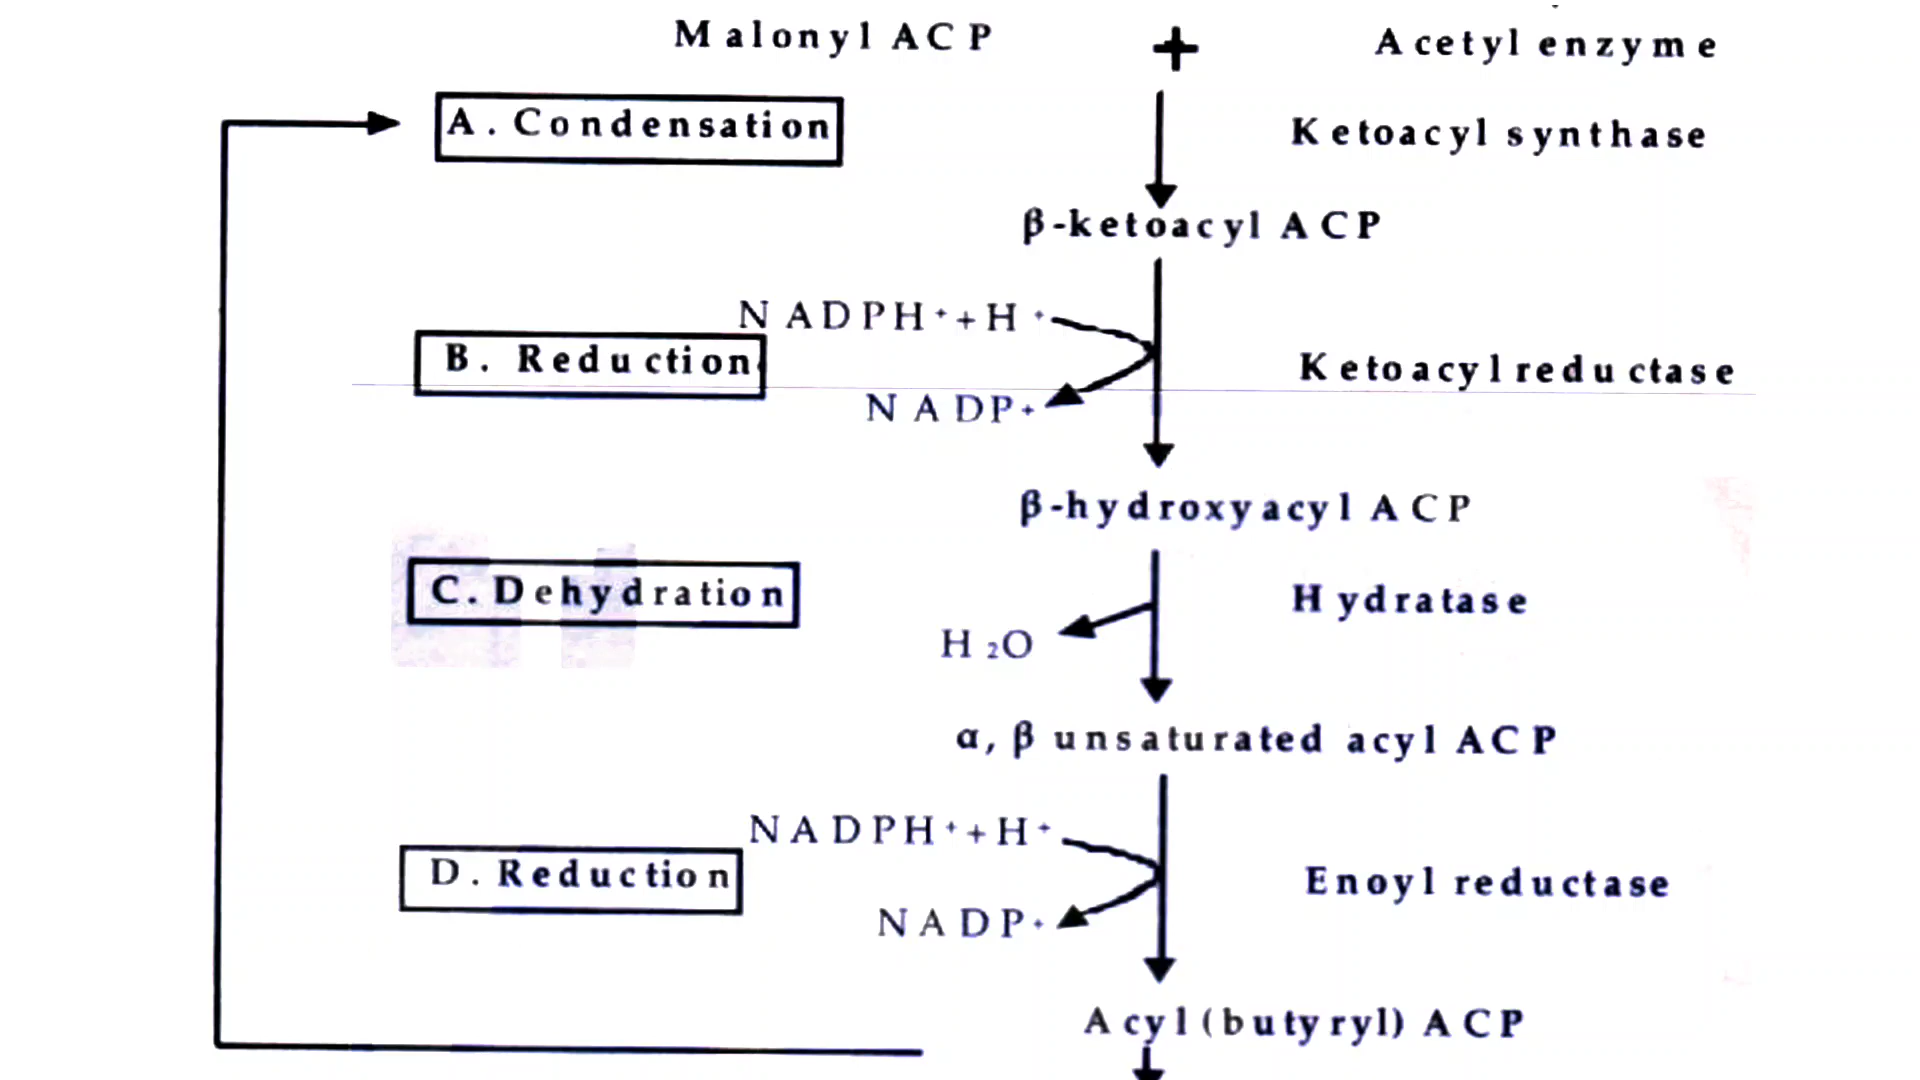 Malonyl ACP + Acetyl enzyme
A. Condensation
Ketoacyl synthase
β-ketoacyl ACP
NADPH⁺+H⁺
B. Reduction
Ketoacyl reductase
NADP⁺
β-hydroxyacyl ACP
C. Dehydration
Hydratase
H₂O
α, β unsaturated acyl ACP
NADPH⁺+H⁺
D. Reduction
Enoyl reductase
NADP⁺
Acyl(butyryl) ACP